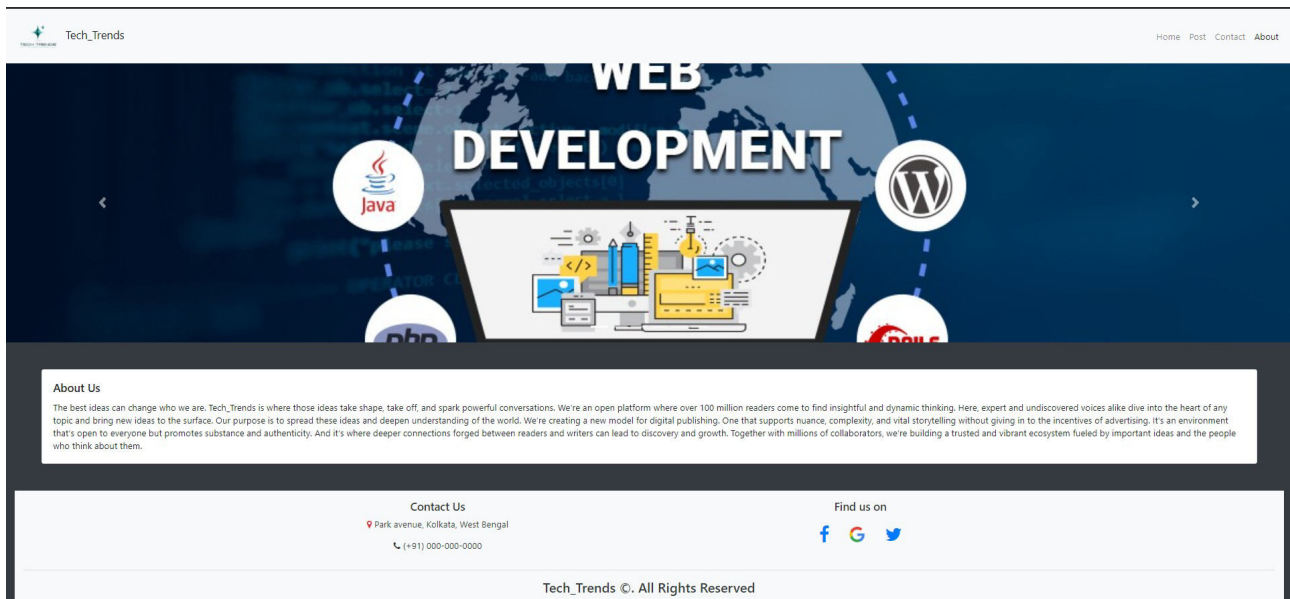 TECH TRENDS
Tech_Trends
Home Post Contact About
WEB
DEVELOPMENT
Java
</>
About Us
The best ideas can change who we are. Tech_Trends is where those ideas take shape, take off, and spark powerful conversations. We're an open platform where over 100 million readers come to find insightful and dynamic thinking. Here, expert and undiscovered voices alike dive into the heart of any
topic and bring new ideas to the surface. Our purpose is to spread these ideas and deepen understanding of the world. We're creating a new model for digital publishing. One that supports nuance, complexity, and vital storytelling without giving in to the incentives of advertising. It's an environment
that's open to everyone but promotes substance and authenticity. And it's where deeper connections forged between readers and writers can lead to discovery and growth. Together with millions of collaborators, we're building a trusted and vibrant ecosystem fueled by important ideas and the people
who think about them.
Contact Us
Park avenue, Kolkata, West Bengal
(+91) 000-000-0000
Find us on
Tech_Trends ©. All Rights Reserved